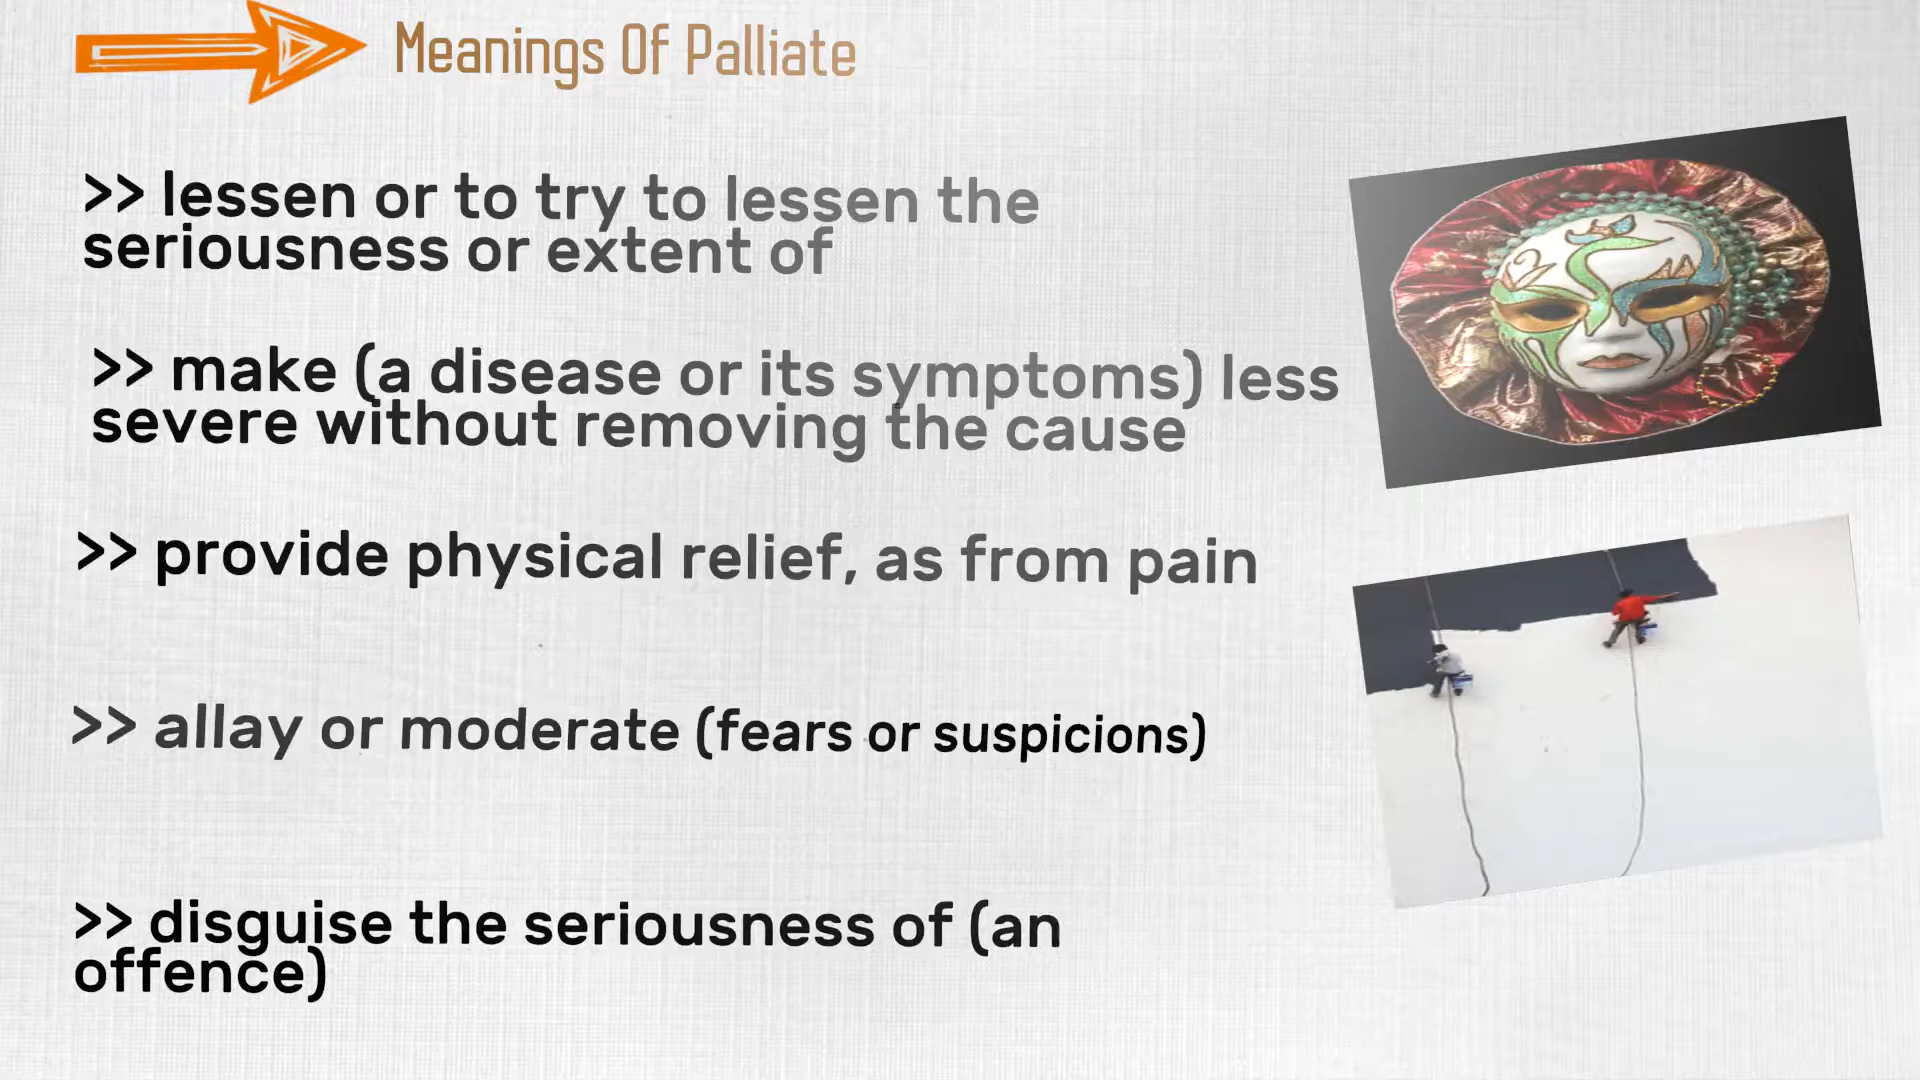 Meanings Of Palliate
>> lessen or to try to lessen the
seriousness or extent of
>> make (a disease or its symptoms) less
severe without removing the cause
>> provide physical relief, as from pain
>> allay or moderate (fears or suspicions)
>> disguise the seriousness of (an
offence)